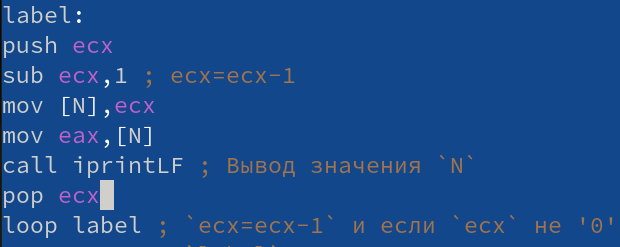 label:
push ecx
sub ecx,1 ; ecx=ecx-1
mov [N],ecx
mov eax,[N]
call iprintLF ; Вывод значения `N`
pop ecx
loop label ; `ecx=ecx-1` и если `ecx` не '0'